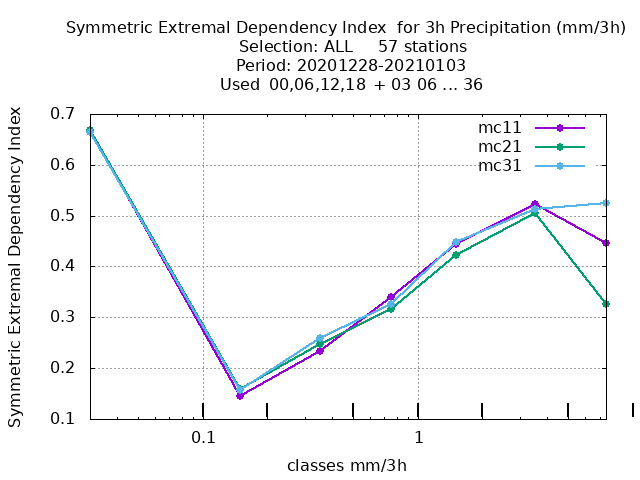 Symmetric Extremal Dependency Index  for 3h Precipitation (mm/3h)
Selection: ALL     57 stations
Period: 20201228-20210103
Used  00,06,12,18  + 03 06 ... 36
Symmetric Extremal Dependency Index
0.7
0.6
0.5
0.4
0.3
0.2
0.1
mc11
mc21
mc31
0.1
1
classes mm/3h